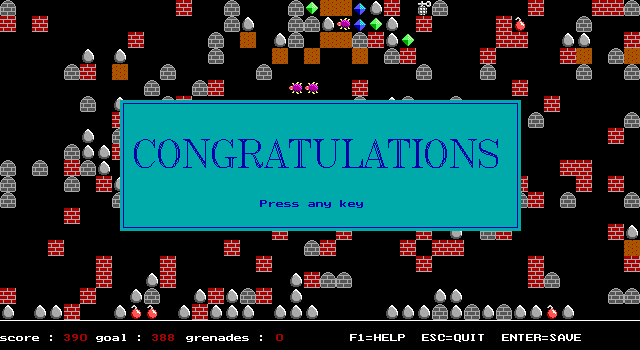 CONGRATULATIONS
Press any key
score : 390 goal : 388 grenades : 0 F1=HELP ESC=QUIT ENTER=SAVE